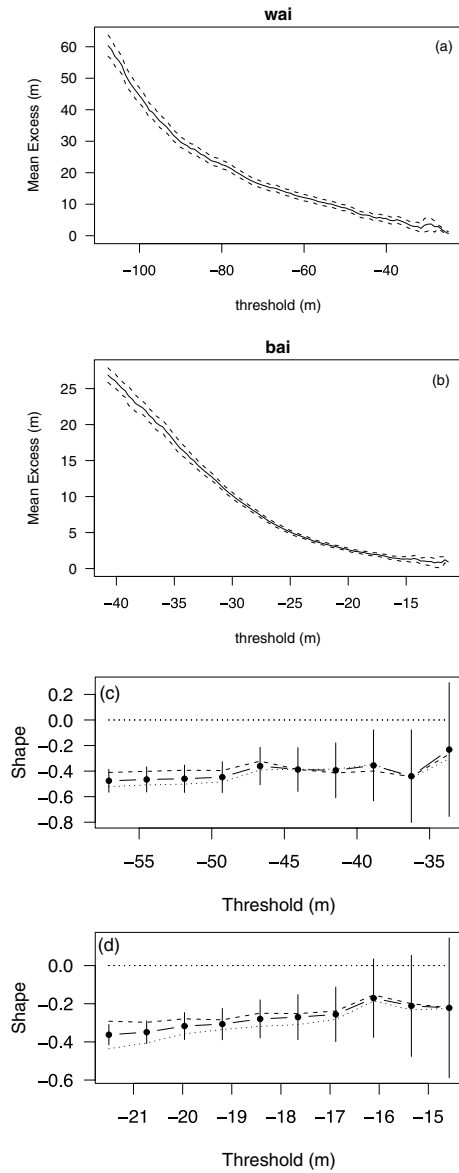 wai
(a)
Mean Excess (m)
60
50
40
30
20
10
0
−100 −80 −60 −40
threshold (m)
bai
(b)
Mean Excess (m)
25
20
15
10
5
0
−40 −35 −30 −25 −20 −15
threshold (m)
(c)
Shape
0.2
0.0
−0.2
−0.4
−0.6
−0.8
−55 −50 −45 −40 −35
Threshold (m)
(d)
Shape
0.0
−0.2
−0.4
−0.6
−21 −20 −19 −18 −17 −16 −15
Threshold (m)